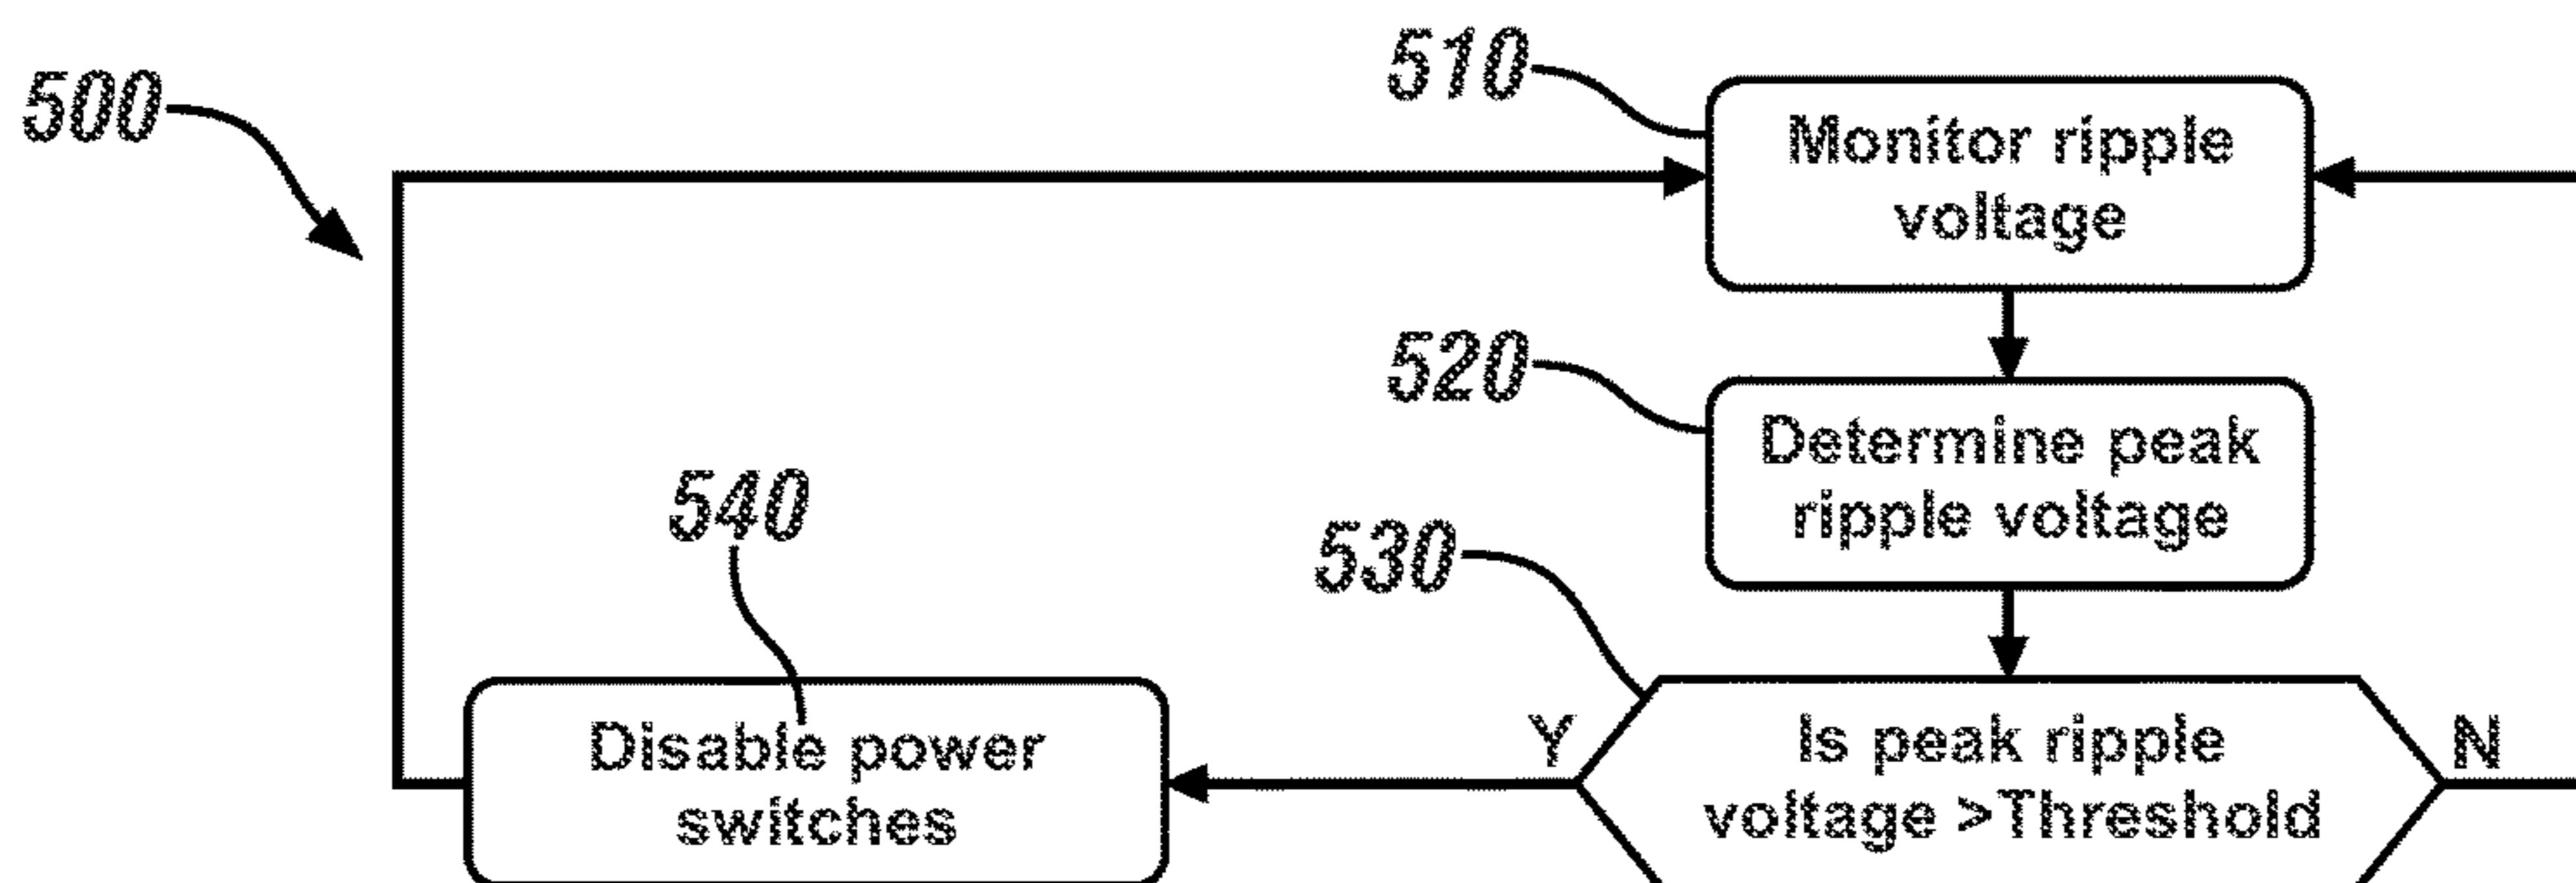 500
510
Monitor ripple
voltage
520
Determine peak
ripple voltage
540
530
Disable power
switches
Y
Is peak ripple
voltage >Threshold
N